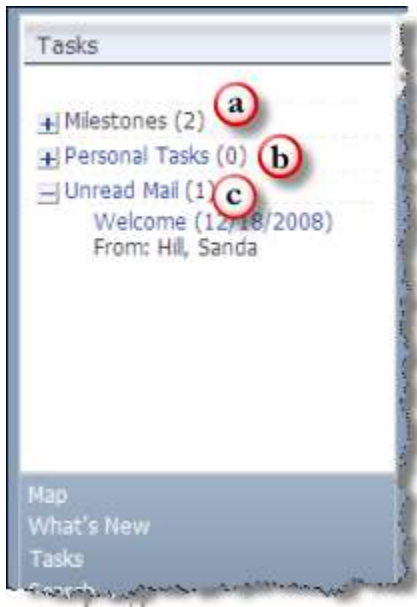 Tasks
Milestones (2) a
Personal Tasks (0) b
Unread Mail (1) c
Welcome (12/18/2008)
From: Hill, Sanda
Map
What's New
Tasks